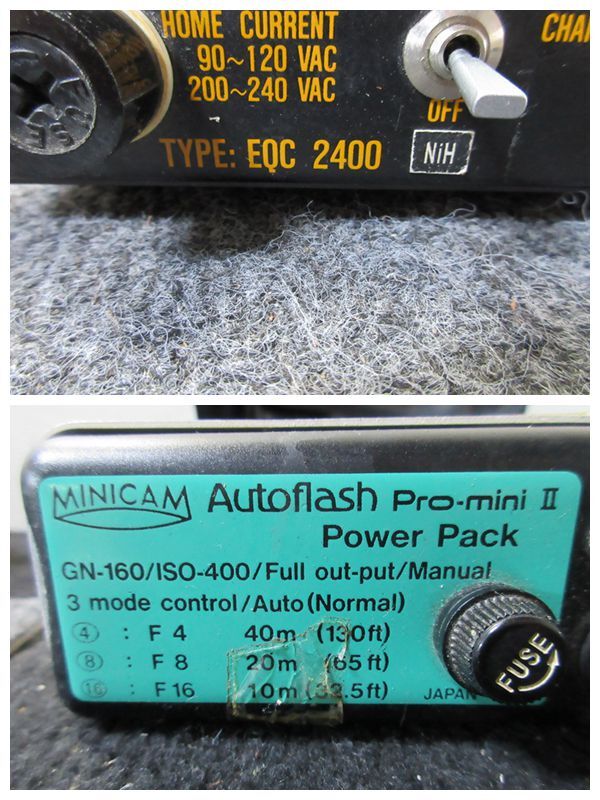 HOME CURRENT
90~120 VAC
200~240 VAC
OFF
TYPE: EQC 2400
NiH
MINICAM Autoflash Pro-mini II
Power Pack
GN-160/ISO-400/Full out-put/Manual
3 mode control/Auto(Normal)
④ : F 4 40m (130ft)
⑧ : F 8 20m (65ft)
⑯ : F 16 10m (32.5ft)
FUSE
JAPAN